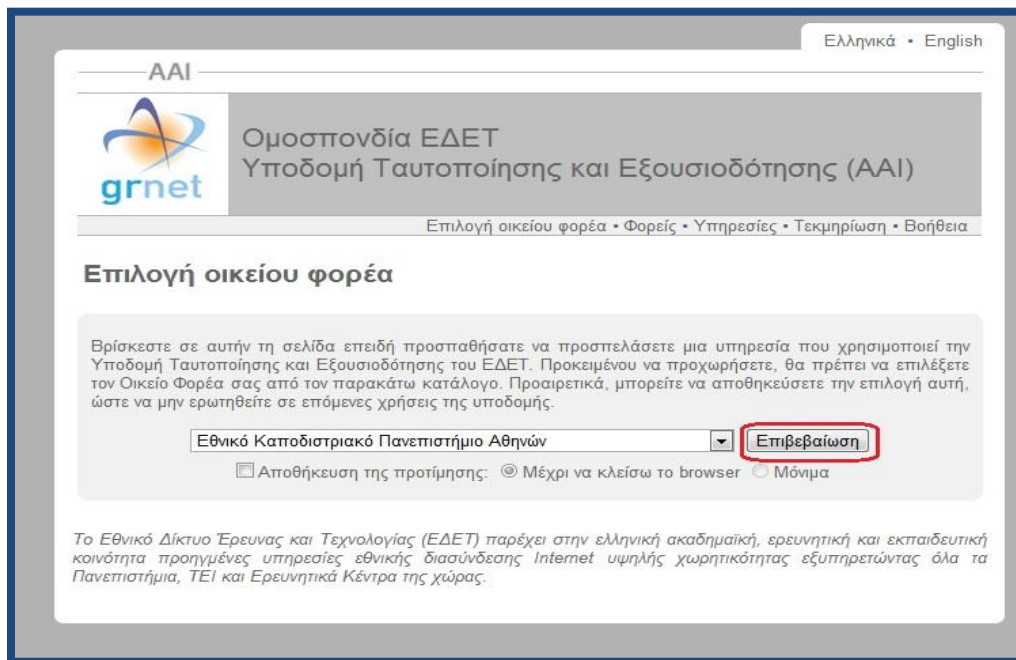 Ελληνικά • English
AAI
grnet
Ομοσπονδία ΕΔΕΤ
Υποδομή Ταυτοποίησης και Εξουσιοδότησης (AAI)
Επιλογή οικείου φορέα • Φορείς • Υπηρεσίες • Τεκμηρίωση • Βοήθεια
Επιλογή οικείου φορέα
Βρίσκεστε σε αυτήν τη σελίδα επειδή προσπαθήσατε να προσπελάσετε μια υπηρεσία που χρησιμοποιεί την
Υποδομή Ταυτοποίησης και Εξουσιοδότησης του ΕΔΕΤ. Προκειμένου να προχωρήσετε, θα πρέπει να επιλέξετε
τον Οικείο Φορέα σας από τον παρακάτω κατάλογο. Προαιρετικά, μπορείτε να αποθηκεύσετε την επιλογή αυτή,
ώστε να μην ερωτηθείτε σε επόμενες χρήσεις της υποδομής.
Εθνικό Καποδιστριακό Πανεπιστήμιο Αθηνών Επιβεβαίωση
Αποθήκευση της προτίμησης: Μέχρι να κλείσω το browser Μόνιμα
Το Εθνικό Δίκτυο Έρευνας και Τεχνολογίας (ΕΔΕΤ) παρέχει στην ελληνική ακαδημαϊκή, ερευνητική και εκπαιδευτική
κοινότητα προηγμένες υπηρεσίες εθνικής διασύνδεσης Internet υψηλής χωρητικότητας εξυπηρετώντας όλα τα
Πανεπιστήμια, ΤΕΙ και Ερευνητικά Κέντρα της χώρας.